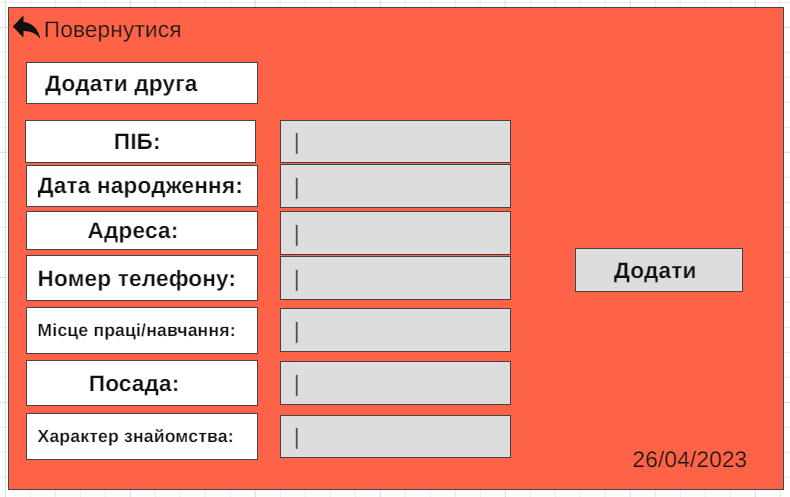 Повернутися
Додати друга
ПІБ: |
Дата народження: |
Адреса: |
Номер телефону: |
Додати
Місце праці/навчання: |
Посада: |
Характер знайомства: |
26/04/2023